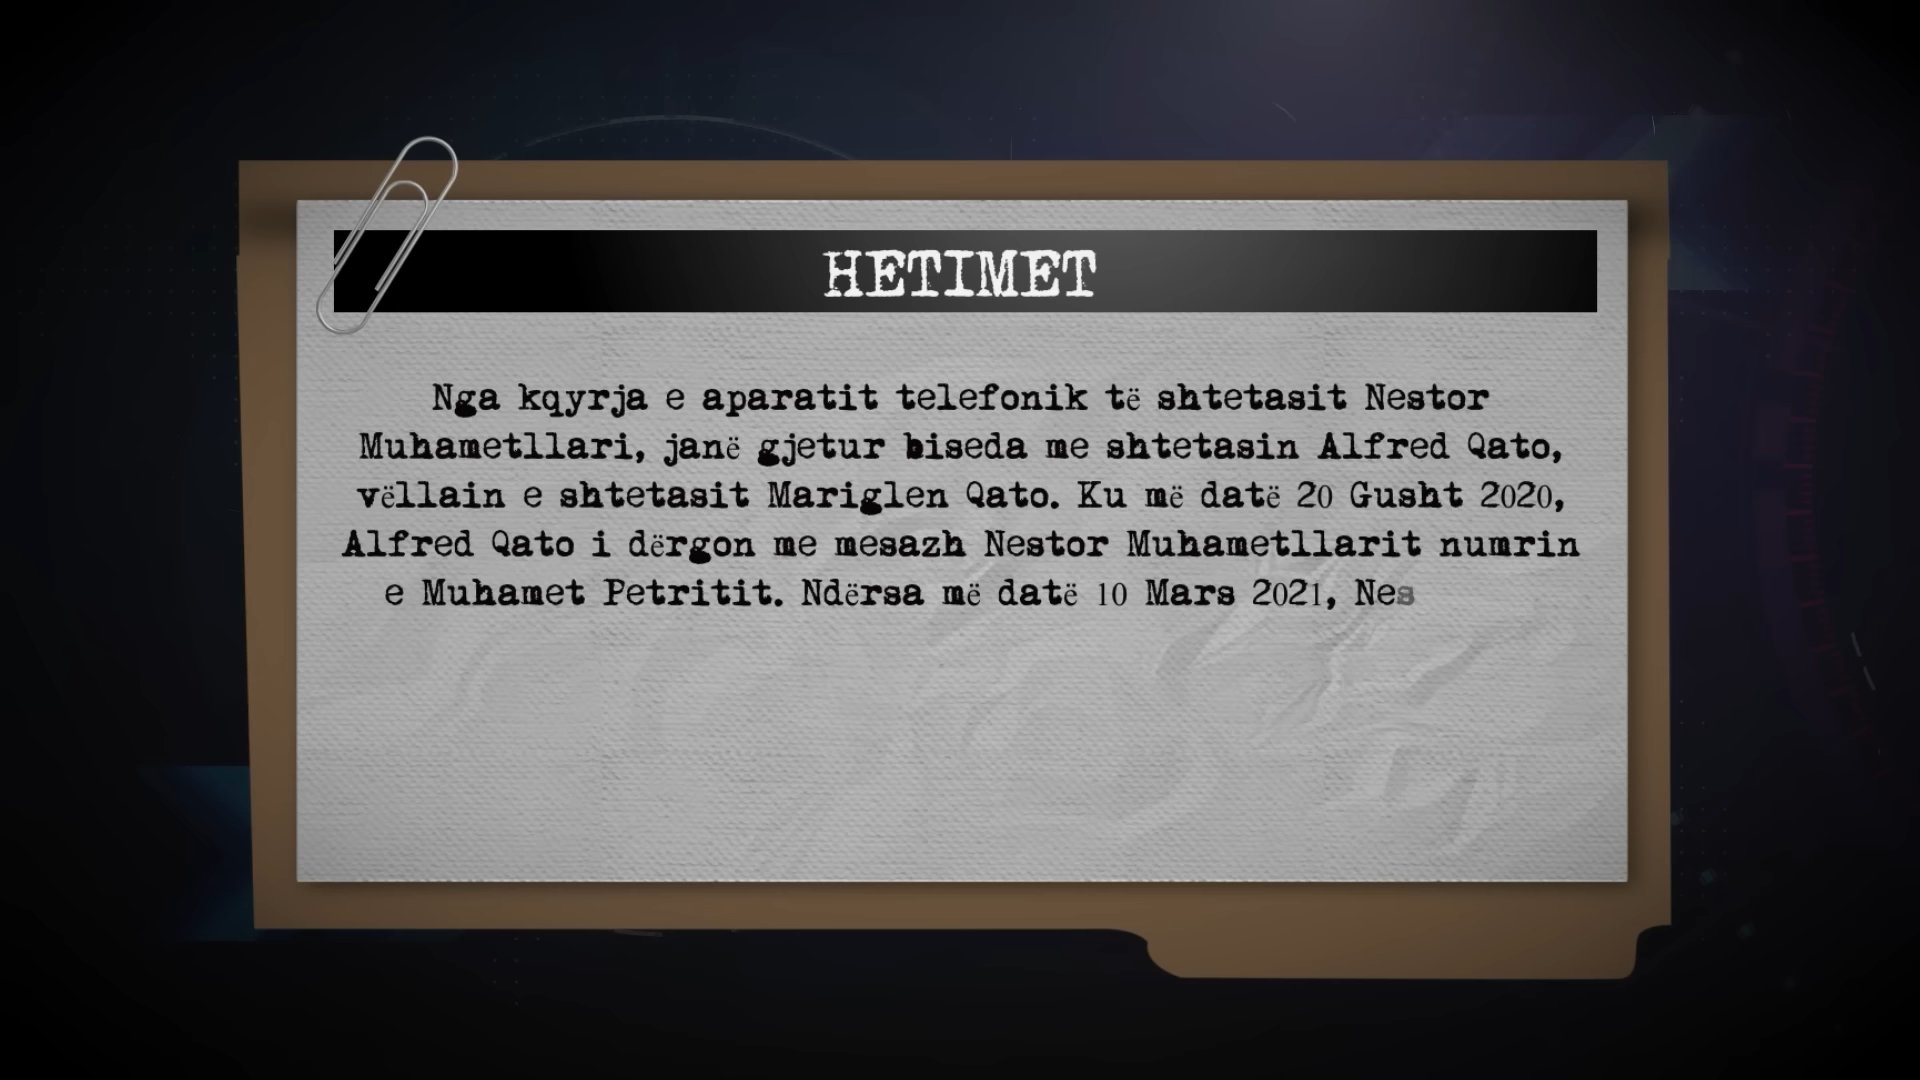 HETIMET
Nga kqyrja e aparatit telefonik të shtetasit Nestor
Muhametllari, janë gjetur biseda me shtetasin Alfred Qato,
vëllain e shtetasit Mariglen Qato. Ku më datë 20 Gusht 2020,
Alfred Qato i dërgon me mesazh Nestor Muhametllarit numrin
e Muhamet Petritit. Ndërsa më datë 10 Mars 2021, Nes